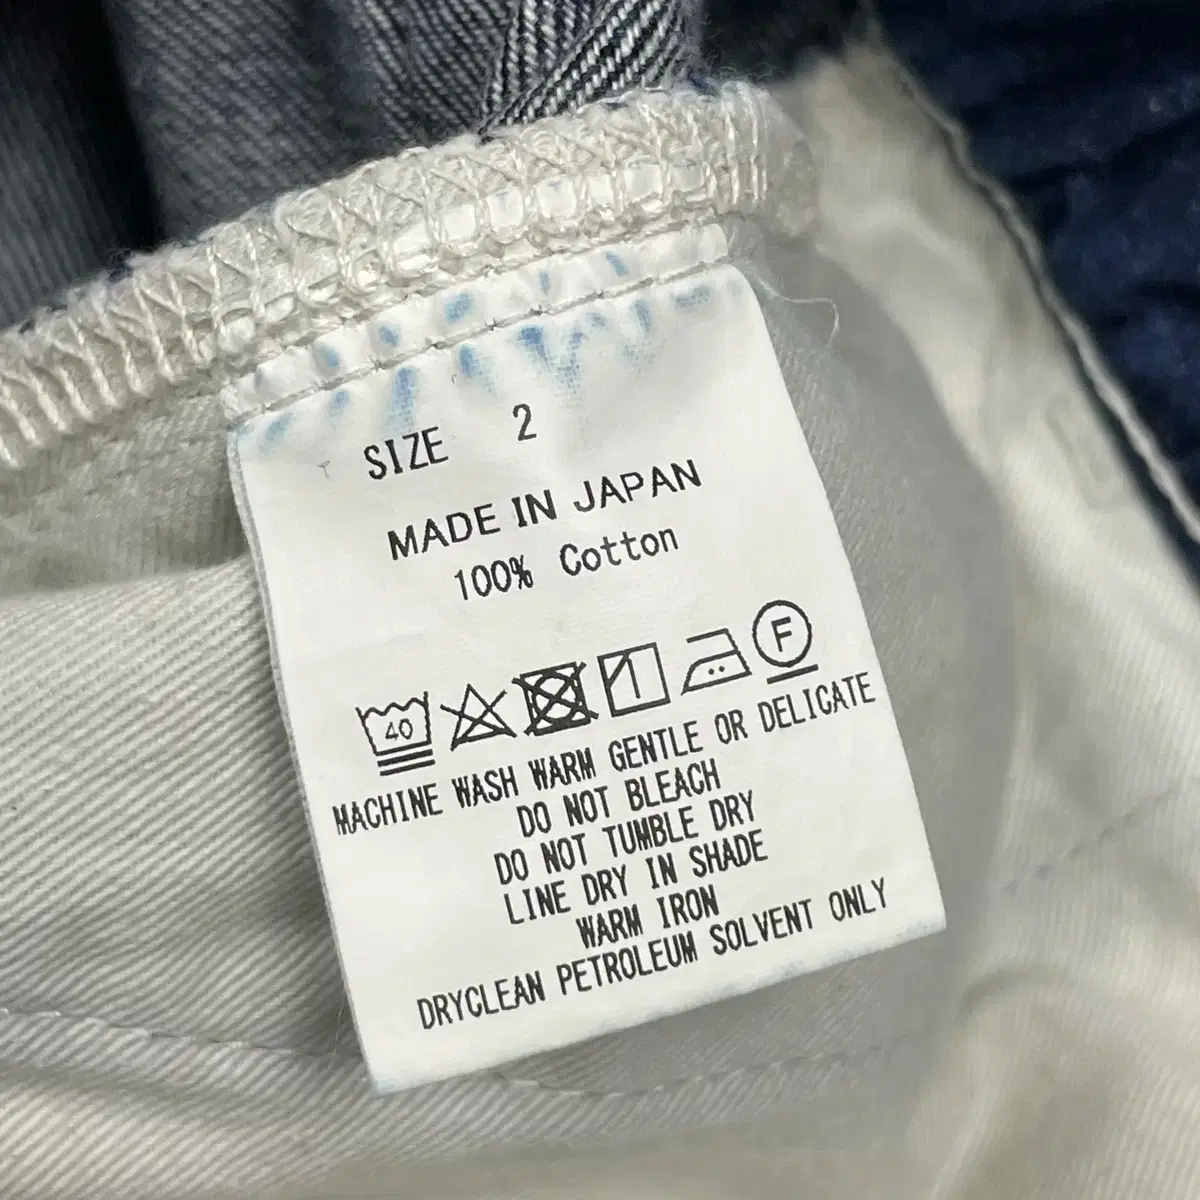 SIZE 2
MADE IN JAPAN
100% Cotton
40 F
MACHINE WASH WARM GENTLE OR DELICATE
DO NOT BLEACH
DO NOT TUMBLE DRY
LINE DRY IN SHADE
WARM IRON
DRYCLEAN PETROLEUM SOLVENT ONLY